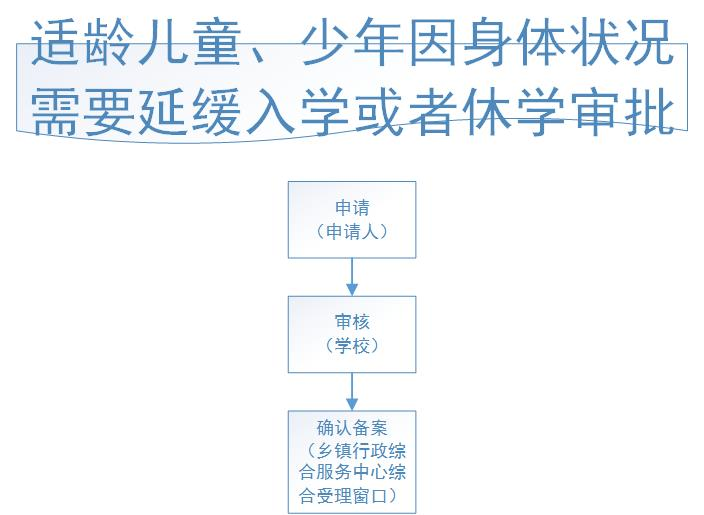 适龄儿童、少年因身体状况
需要延缓入学或者休学审批
申请
（申请人）
审核
（学校）
确认备案
（乡镇行政综
合服务中心综
合受理窗口）